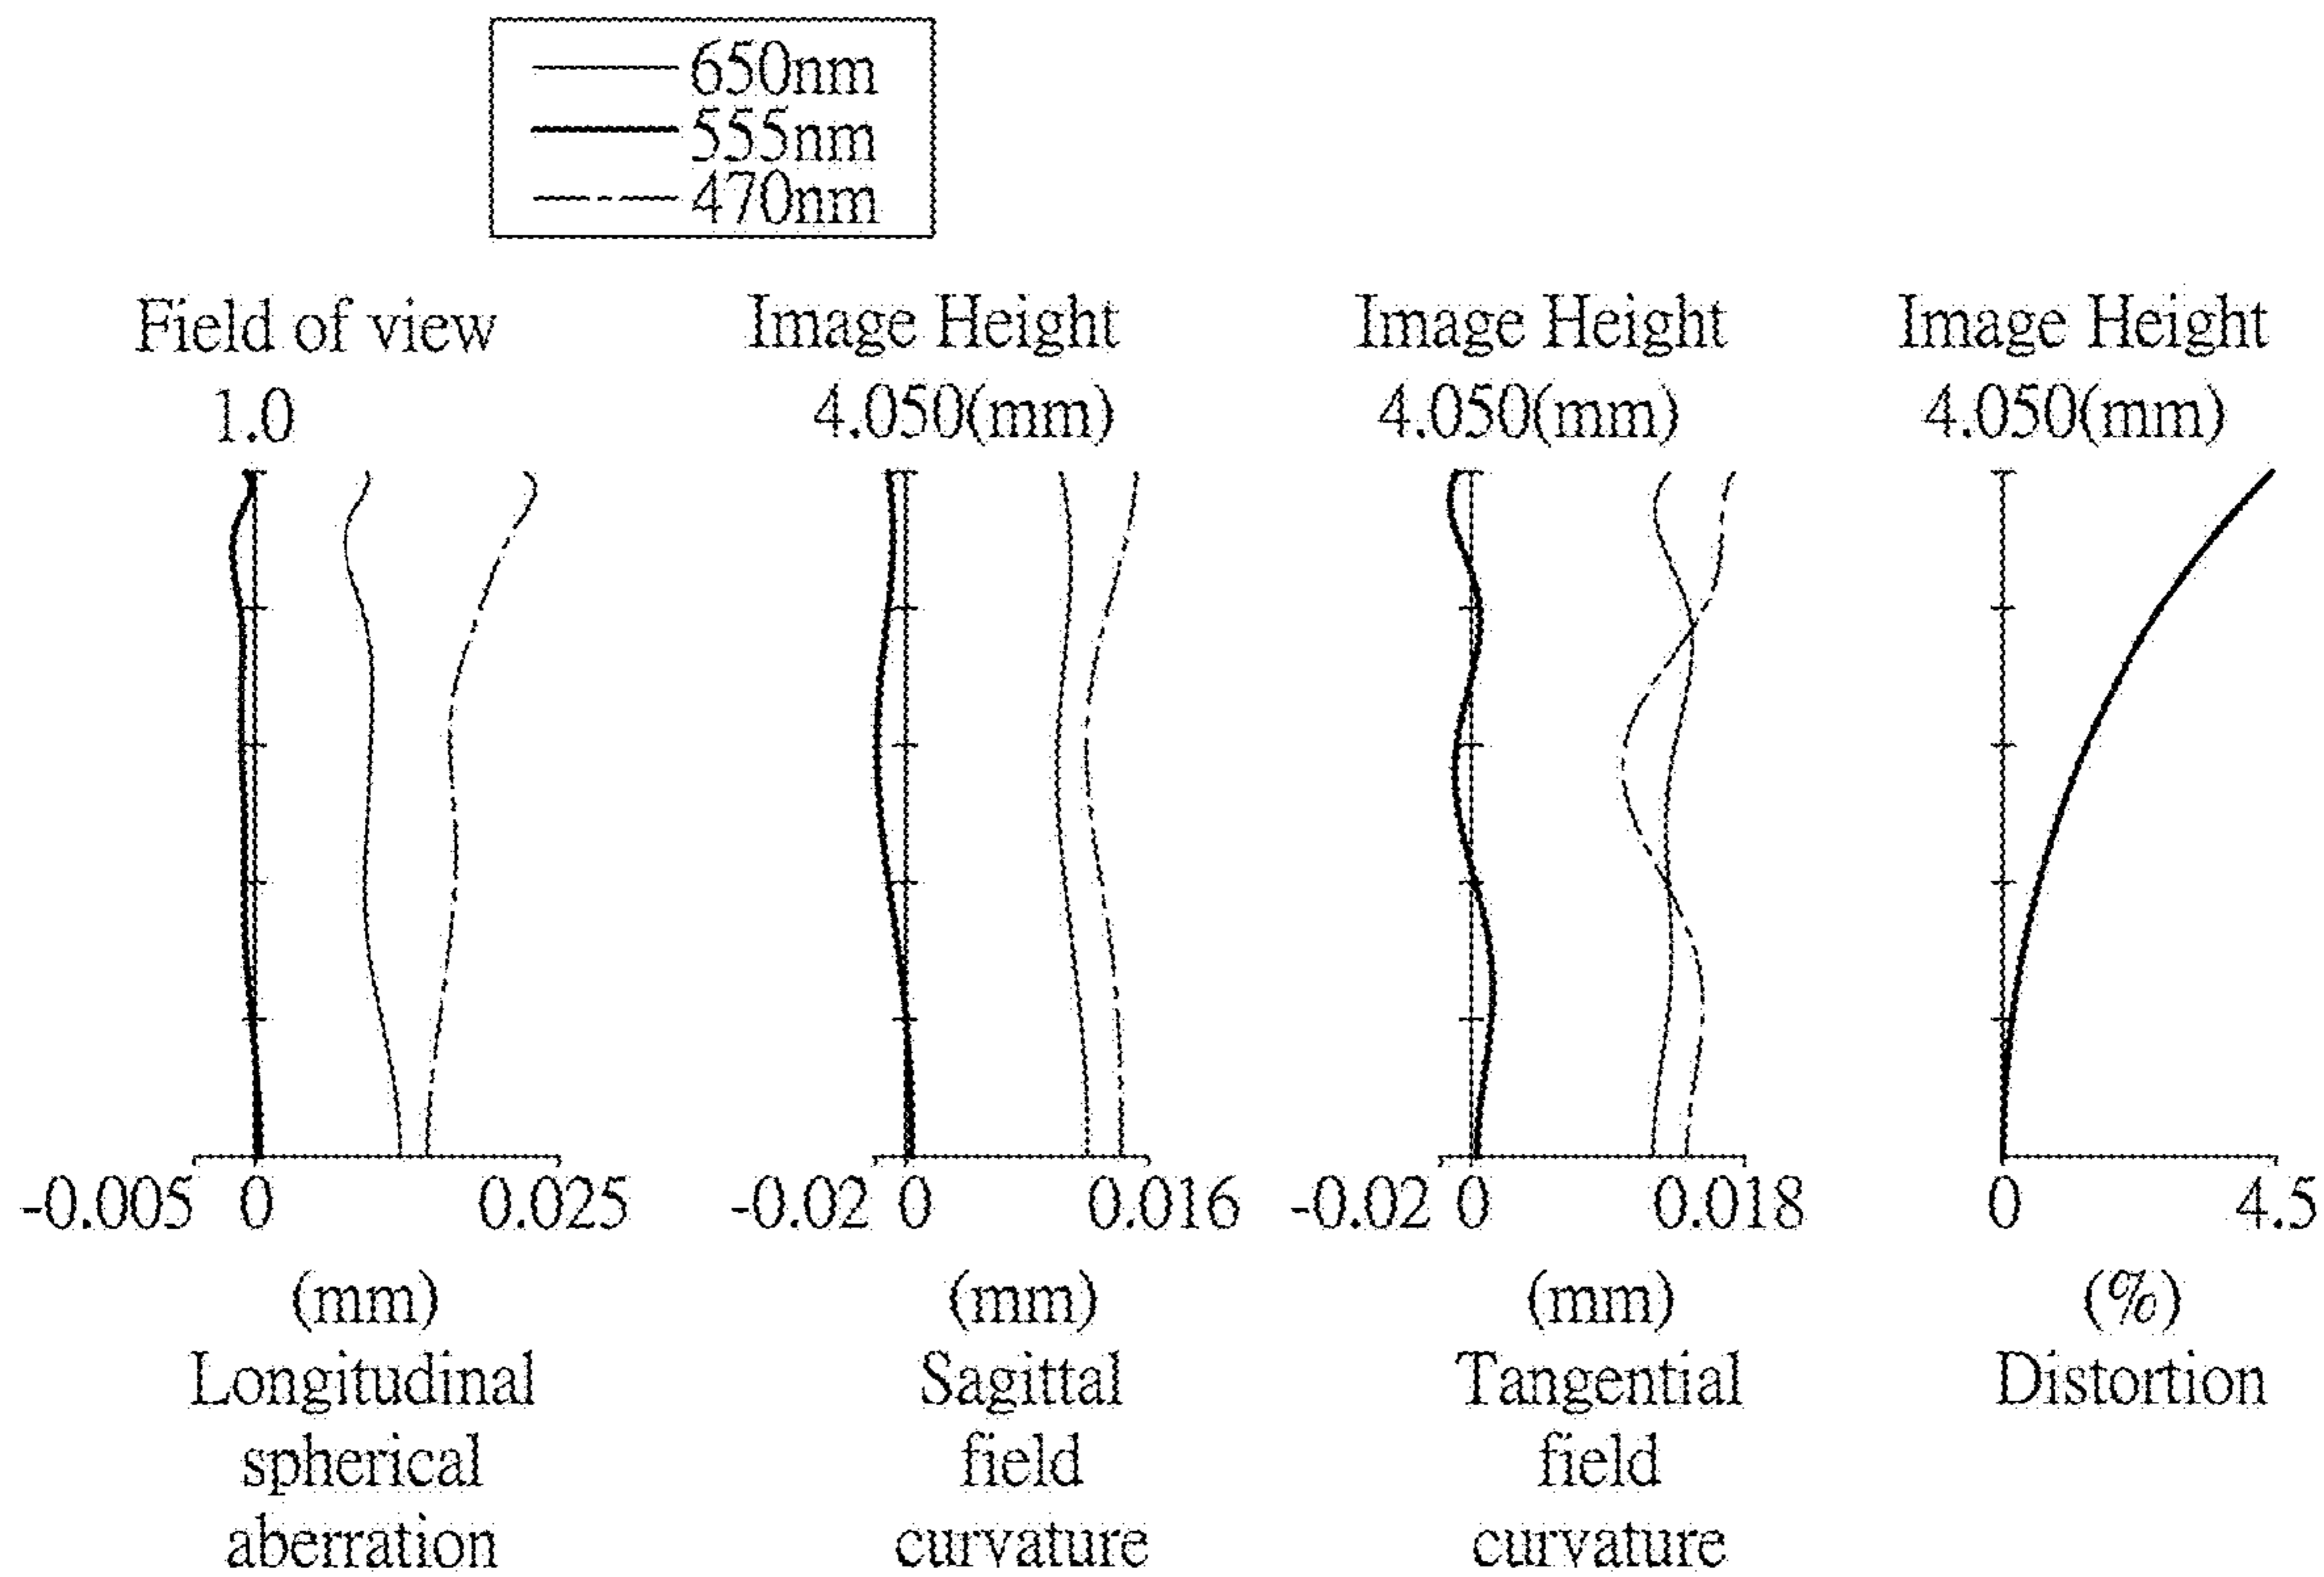 650nm
555nm
470nm
Field of view
1.0
-0.005 0 0.025
(mm)
Longitudinal
spherical
aberration
Image Height
4.050(mm)
-0.02 0 0.016
(mm)
Sagittal
field
curvature
Image Height
4.050(mm)
-0.02 0 0.018
(mm)
Tangential
field
curvature
Image Height
4.050(mm)
0 4.5
(%)
Distortion